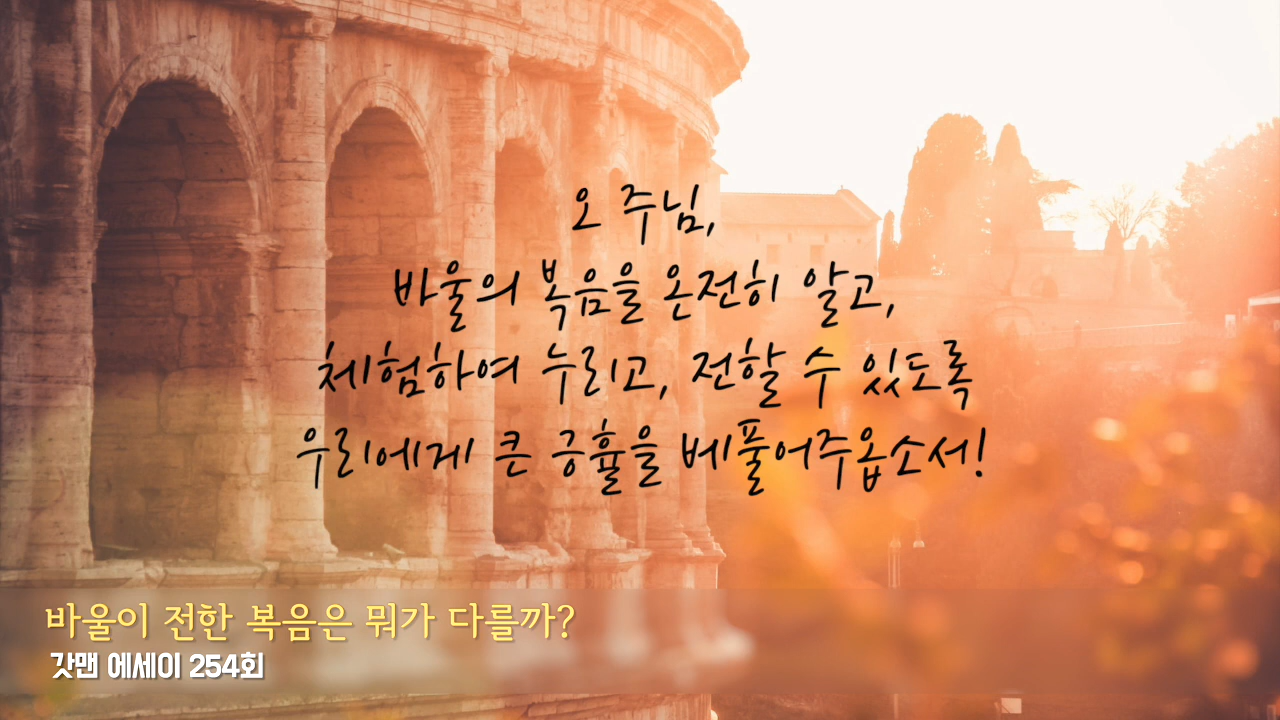 오 주님,
바울의 복음을 온전히 알고,
체험하여 누리고, 전할 수 있도록
우리에게 큰 긍휼을 베풀어주옵소서!
바울이 전한 복음은 뭐가 다를까?
갓맨 에세이 254회